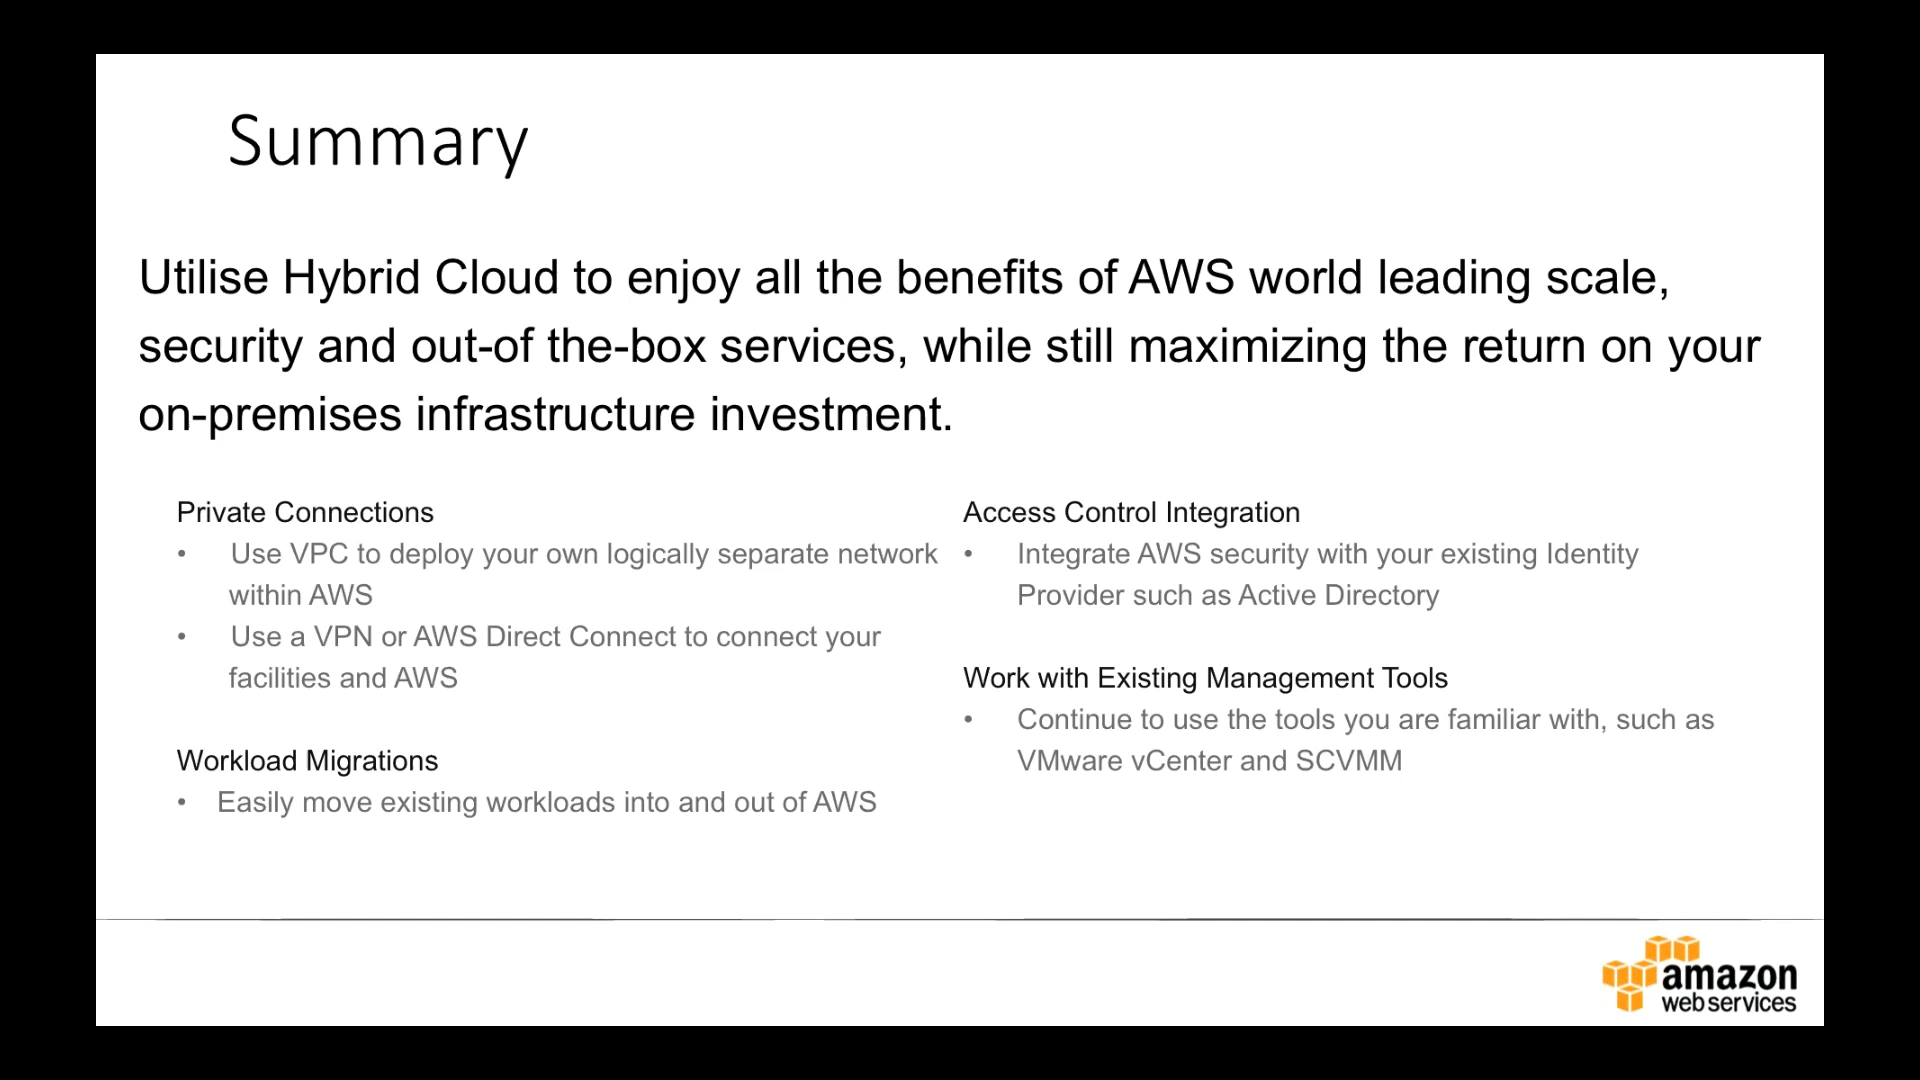 Summary
Utilise Hybrid Cloud to enjoy all the benefits of AWS world leading scale,
security and out-of the-box services, while still maximizing the return on your
on-premises infrastructure investment.
Private Connections
• Use VPC to deploy your own logically separate network
within AWS
• Use a VPN or AWS Direct Connect to connect your
facilities and AWS
Workload Migrations
• Easily move existing workloads into and out of AWS
Access Control Integration
• Integrate AWS security with your existing Identity
Provider such as Active Directory
Work with Existing Management Tools
• Continue to use the tools you are familiar with, such as
VMware vCenter and SCVMM
amazon
webservices